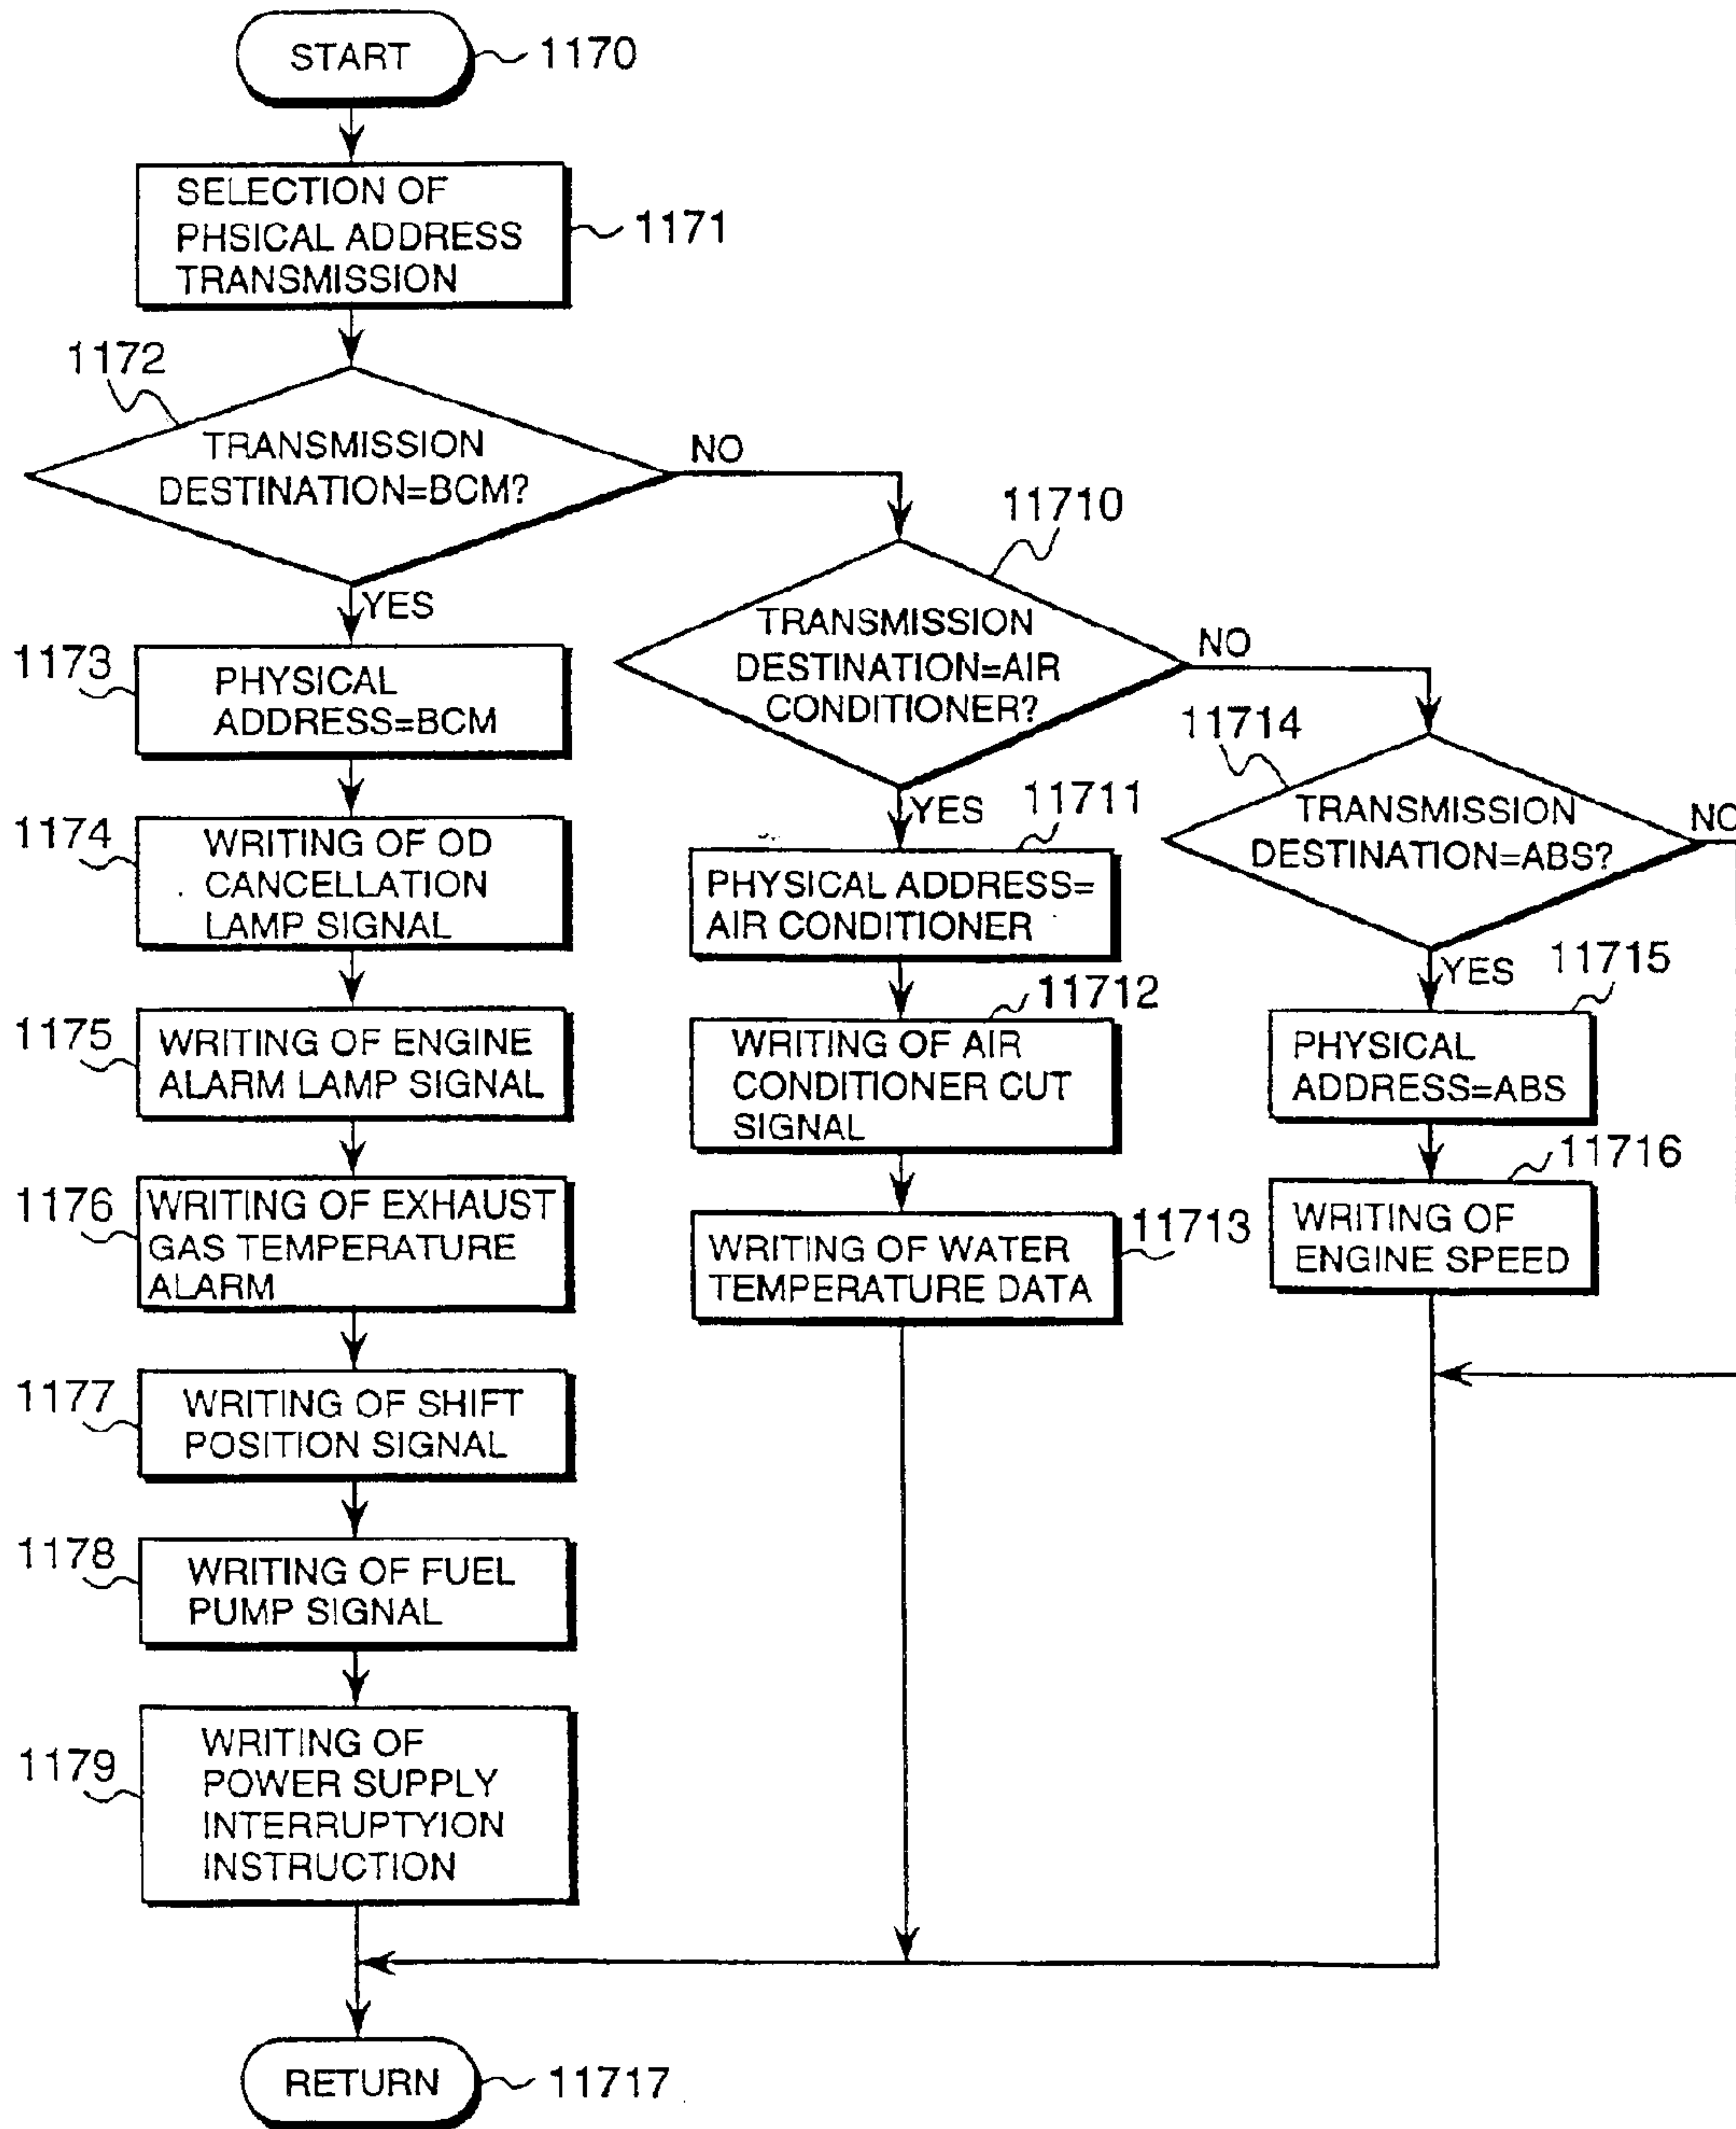 START
1170
SELECTION OF
PHSICAL ADDRESS
TRANSMISSION
1171
1172
TRANSMISSION
DESTINATION=BCM?
NO
YES
1173
PHYSICAL
ADDRESS=BCM
1174
WRITING OF OD
CANCELLATION
LAMP SIGNAL
1175
WRITING OF ENGINE
ALARM LAMP SIGNAL
1176
WRITING OF EXHAUST
GAS TEMPERATURE
ALARM
1177
WRITING OF SHIFT
POSITION SIGNAL
1178
WRITING OF FUEL
PUMP SIGNAL
1179
WRITING OF
POWER SUPPLY
INTERRUPTYION
INSTRUCTION
11710
TRANSMISSION
DESTINATION=AIR
CONDITIONER?
NO
YES
11711
PHYSICAL ADDRESS=
AIR CONDITIONER
11712
WRITING OF AIR
CONDITIONER CUT
SIGNAL
11713
WRITING OF WATER
TEMPERATURE DATA
11714
TRANSMISSION
DESTINATION=ABS?
NO
YES
11715
PHYSICAL
ADDRESS=ABS
11716
WRITING OF
ENGINE SPEED
RETURN
11717